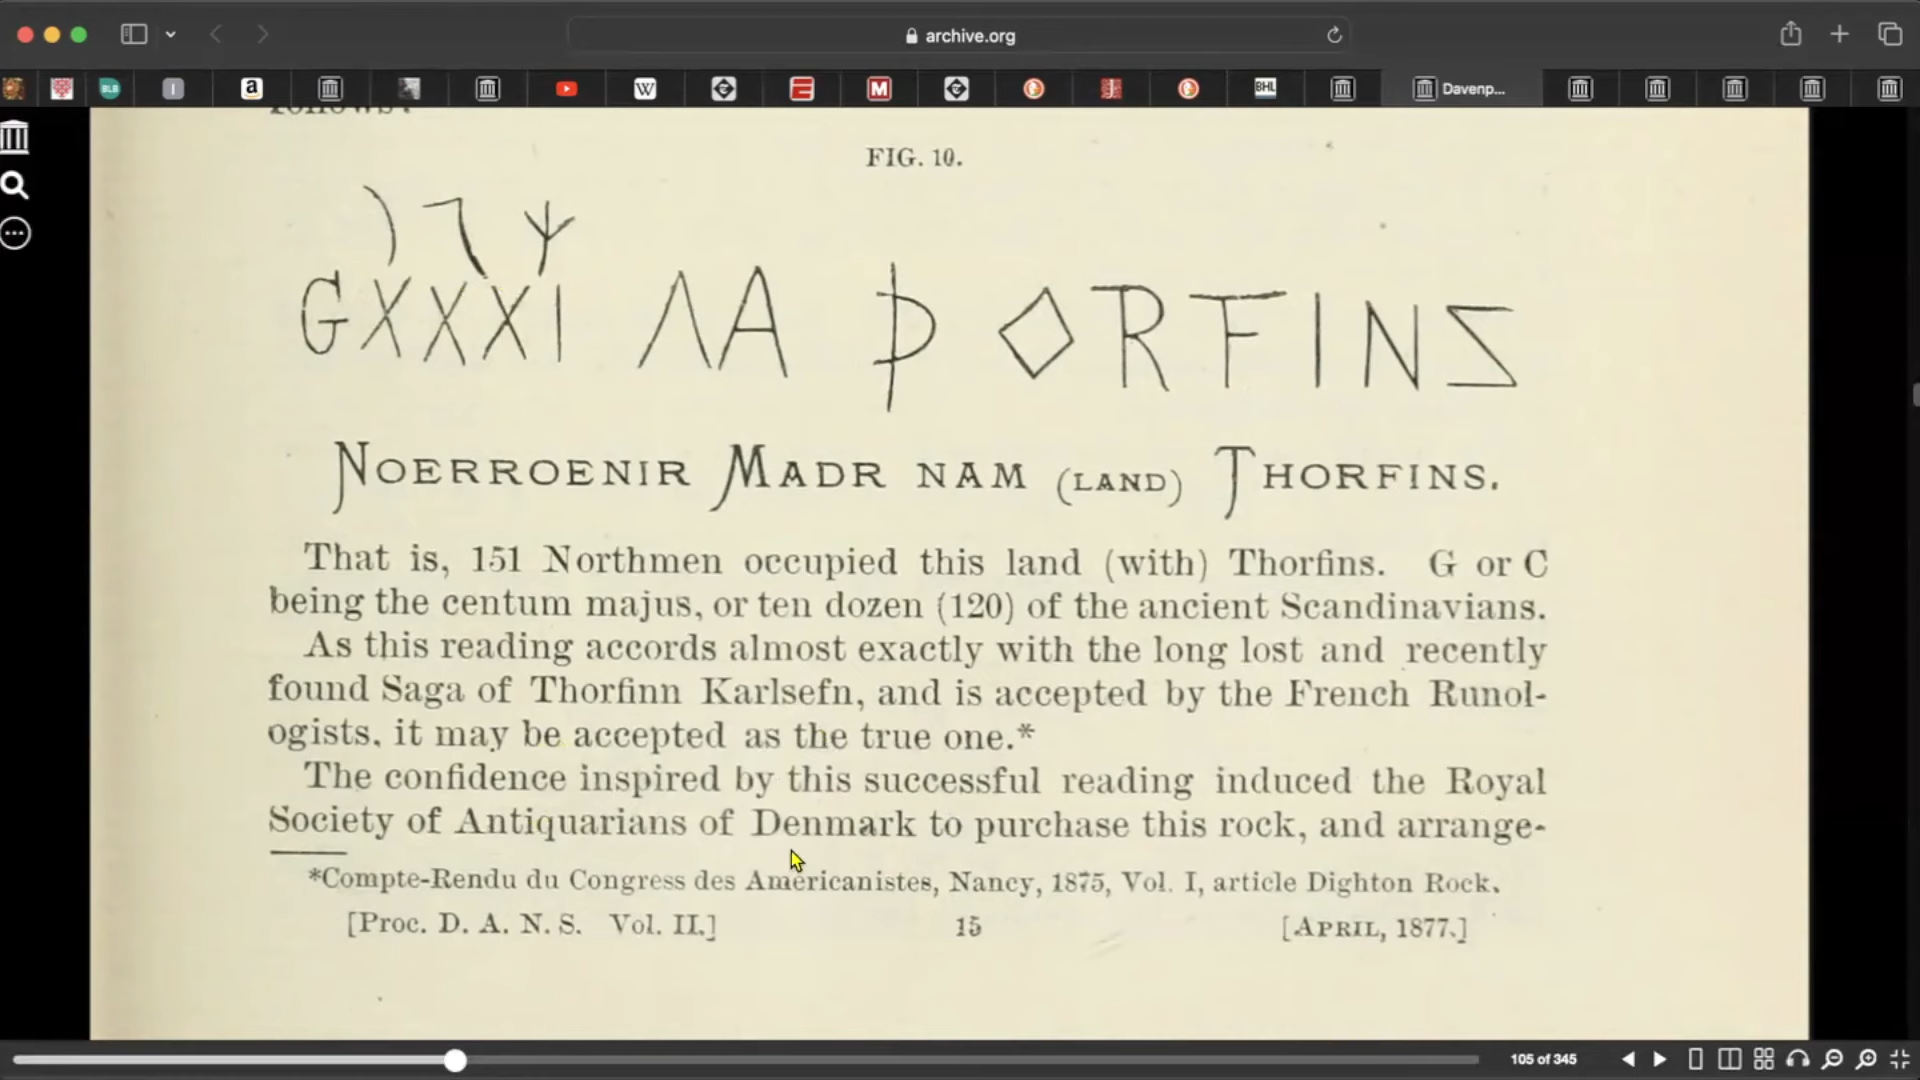 archive.org
Davenp...
FIG. 10.
GXXXI ΛA Þ ORFINS
NOERROENIR MADR NAM (LAND) THORFINS.
That is, 151 Northmen occupied this land (with) Thorfins. G or C
being the centum majus, or ten dozen (120) of the ancient Scandinavians.
As this reading accords almost exactly with the long lost and recently
found Saga of Thorfinn Karlsefn, and is accepted by the French Runol-
ogists, it may be accepted as the true one.*
The confidence inspired by this successful reading induced the Royal
Society of Antiquarians of Denmark to purchase this rock, and arrange-
*Compte-Rendu du Congress des Americanistes, Nancy, 1875, Vol. I, article Dighton Rock.
[Proc. D. A. N. S. Vol. II.] 15 [APRIL, 1877.]
105 of 345